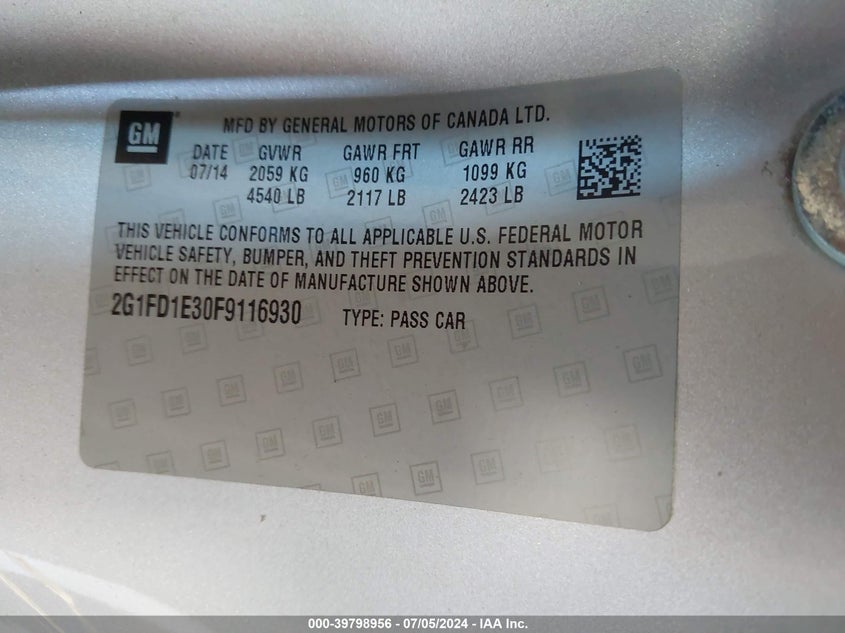 GM
MFD BY GENERAL MOTORS OF CANADA LTD.
DATE GVWR GAWR FRT GAWR RR
07/14 2059 KG 960 KG 1099 KG
4540 LB 2117 LB 2423 LB
THIS VEHICLE CONFORMS TO ALL APPLICABLE U.S. FEDERAL MOTOR
VEHICLE SAFETY, BUMPER, AND THEFT PREVENTION STANDARDS IN
EFFECT ON THE DATE OF MANUFACTURE SHOWN ABOVE.
2G1FD1E30F9116930 TYPE: PASS CAR
000-39798956 - 07/05/2024 - IAA Inc.